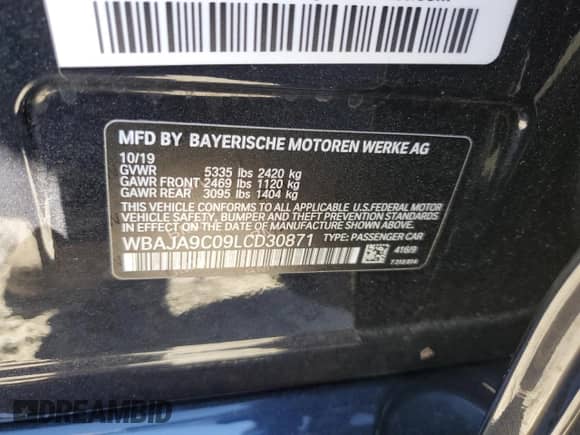 MFD BY BAYERISCHE MOTOREN WERKE AG
10/19
GVWR 5335 lbs 2420 kg
GAWR FRONT 2469 lbs 1120 kg
GAWR REAR 3095 lbs 1404 kg
THIS VEHICLE CONFORMS TO ALL APPLICABLE U.S.FEDERAL MOTOR
VEHICLE SAFETY, BUMPER AND THEFT PREVENTION STANDARDS
IN EFFECT ON THE DATE OF MANUFACTURE SHOWN ABOVE.
WBAJA9C09LCD30871 TYPE: PASSENGER CAR
416/9
DREAMBID